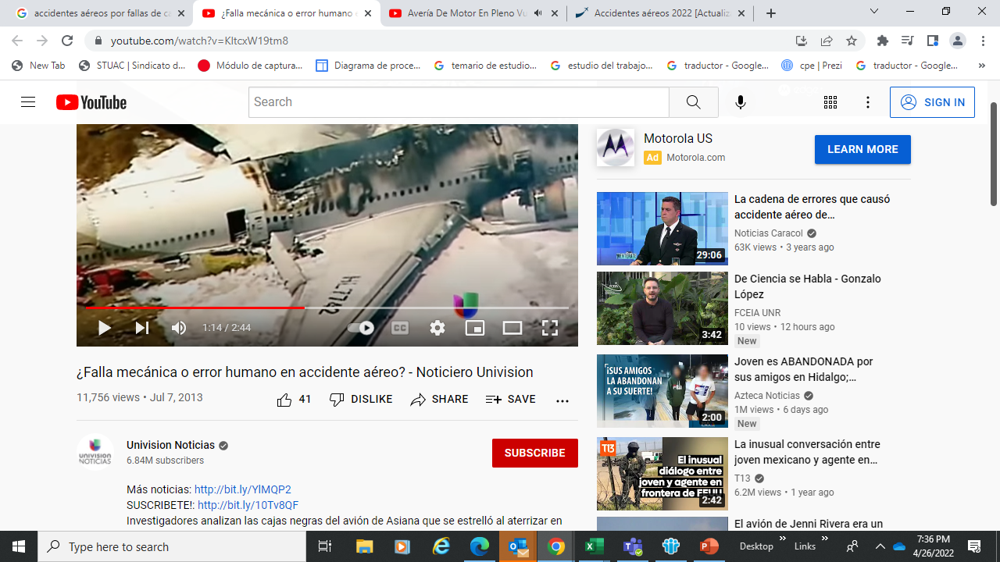 accidentes aéreos por fallas de ca
¿Falla mecánica o error humano e
Avería De Motor En Pleno Vu
Accidentes aéreos 2022 [Actualiz
youtube.com/watch?v=KltcxW19tm8
New Tab
STUAC | Sindicato d...
Módulo de captura...
Diagrama de proce...
temario de estudio...
estudio del trabajo...
traductor - Google...
cpe | Prezi
traductor - Google...
»
YouTube
Search
SIGN IN
HL7742
1:14 / 2:44
CC
¿Falla mecánica o error humano en accidente aéreo? - Noticiero Univision
11,756 views • Jul 7, 2013
41
DISLIKE
SHARE
SAVE
UNIVISION
NOTICIAS
Univision Noticias
6.84M subscribers
SUBSCRIBE
Más noticias: http://bit.ly/YlMQP2
SUSCRIBETE!: http://bit.ly/10Tv8QF
Investigadores analizan las cajas negras del avión de Asiana que se estrelló al aterrizar en
Motorola US
Ad Motorola.com
LEARN MORE
29:06
La cadena de errores que causó
accidente aéreo de...
Noticias Caracol
63K views • 3 years ago
3:42
De Ciencia se Habla - Gonzalo
López
FCEIA UNR
10 views • 12 hours ago
New
¡SUS AMIGOS
LA ABANDONAN
A SU SUERTE!
2:00
Joven es ABANDONADA por
sus amigos en Hidalgo;...
Azteca Noticias
1M views • 6 days ago
New
T13
El inusual
diálogo entre
joven y agente en
frontera de EEUU
2:42
La inusual conversación entre
joven mexicano y agente en...
T13
6.2M views • 1 year ago
El avión de Jenni Rivera era un
Type here to search
Desktop »
Links »
7:36 PM
4/26/2022